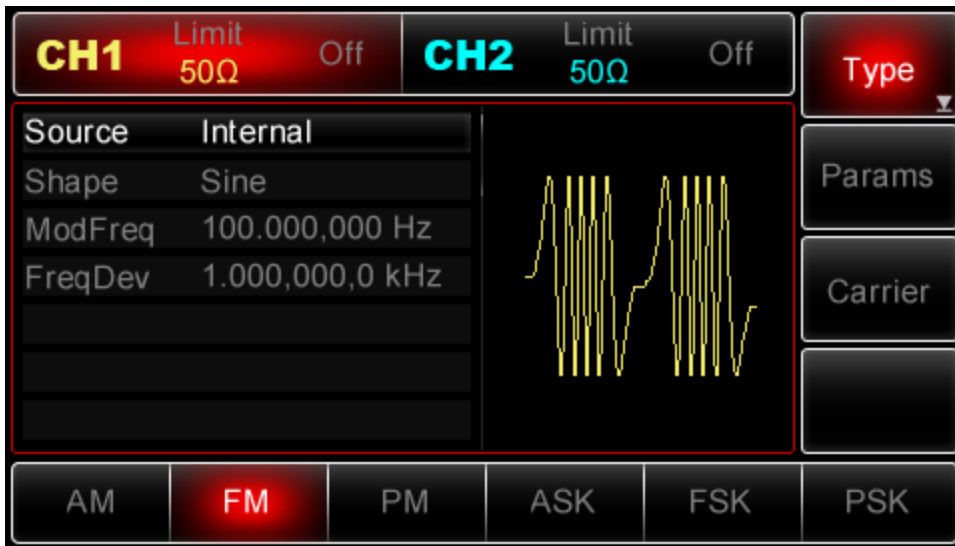 CH1 Limit 50Ω Off CH2 Limit 50Ω Off
Type
Source Internal
Shape Sine
ModFreq 100.000,000 Hz
FreqDev 1.000,000,0 kHz
Params
Carrier
AM FM PM ASK FSK PSK